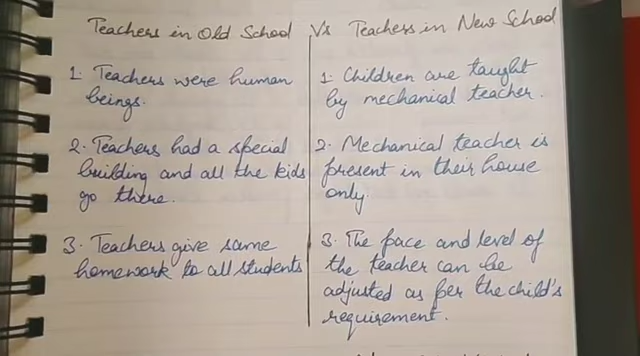 Teachers in Old School Vs Teachers in New School
1. Teachers were human
beings.
1. Children are taught
by mechanical teacher.
2. Teachers had a special
building and all the kids
go there.
2. Mechanical teacher is
present in their house
only.
3. Teachers give same
homework to all students
3. The pace and level of
the teacher can be
adjusted as per the child's
requirement.